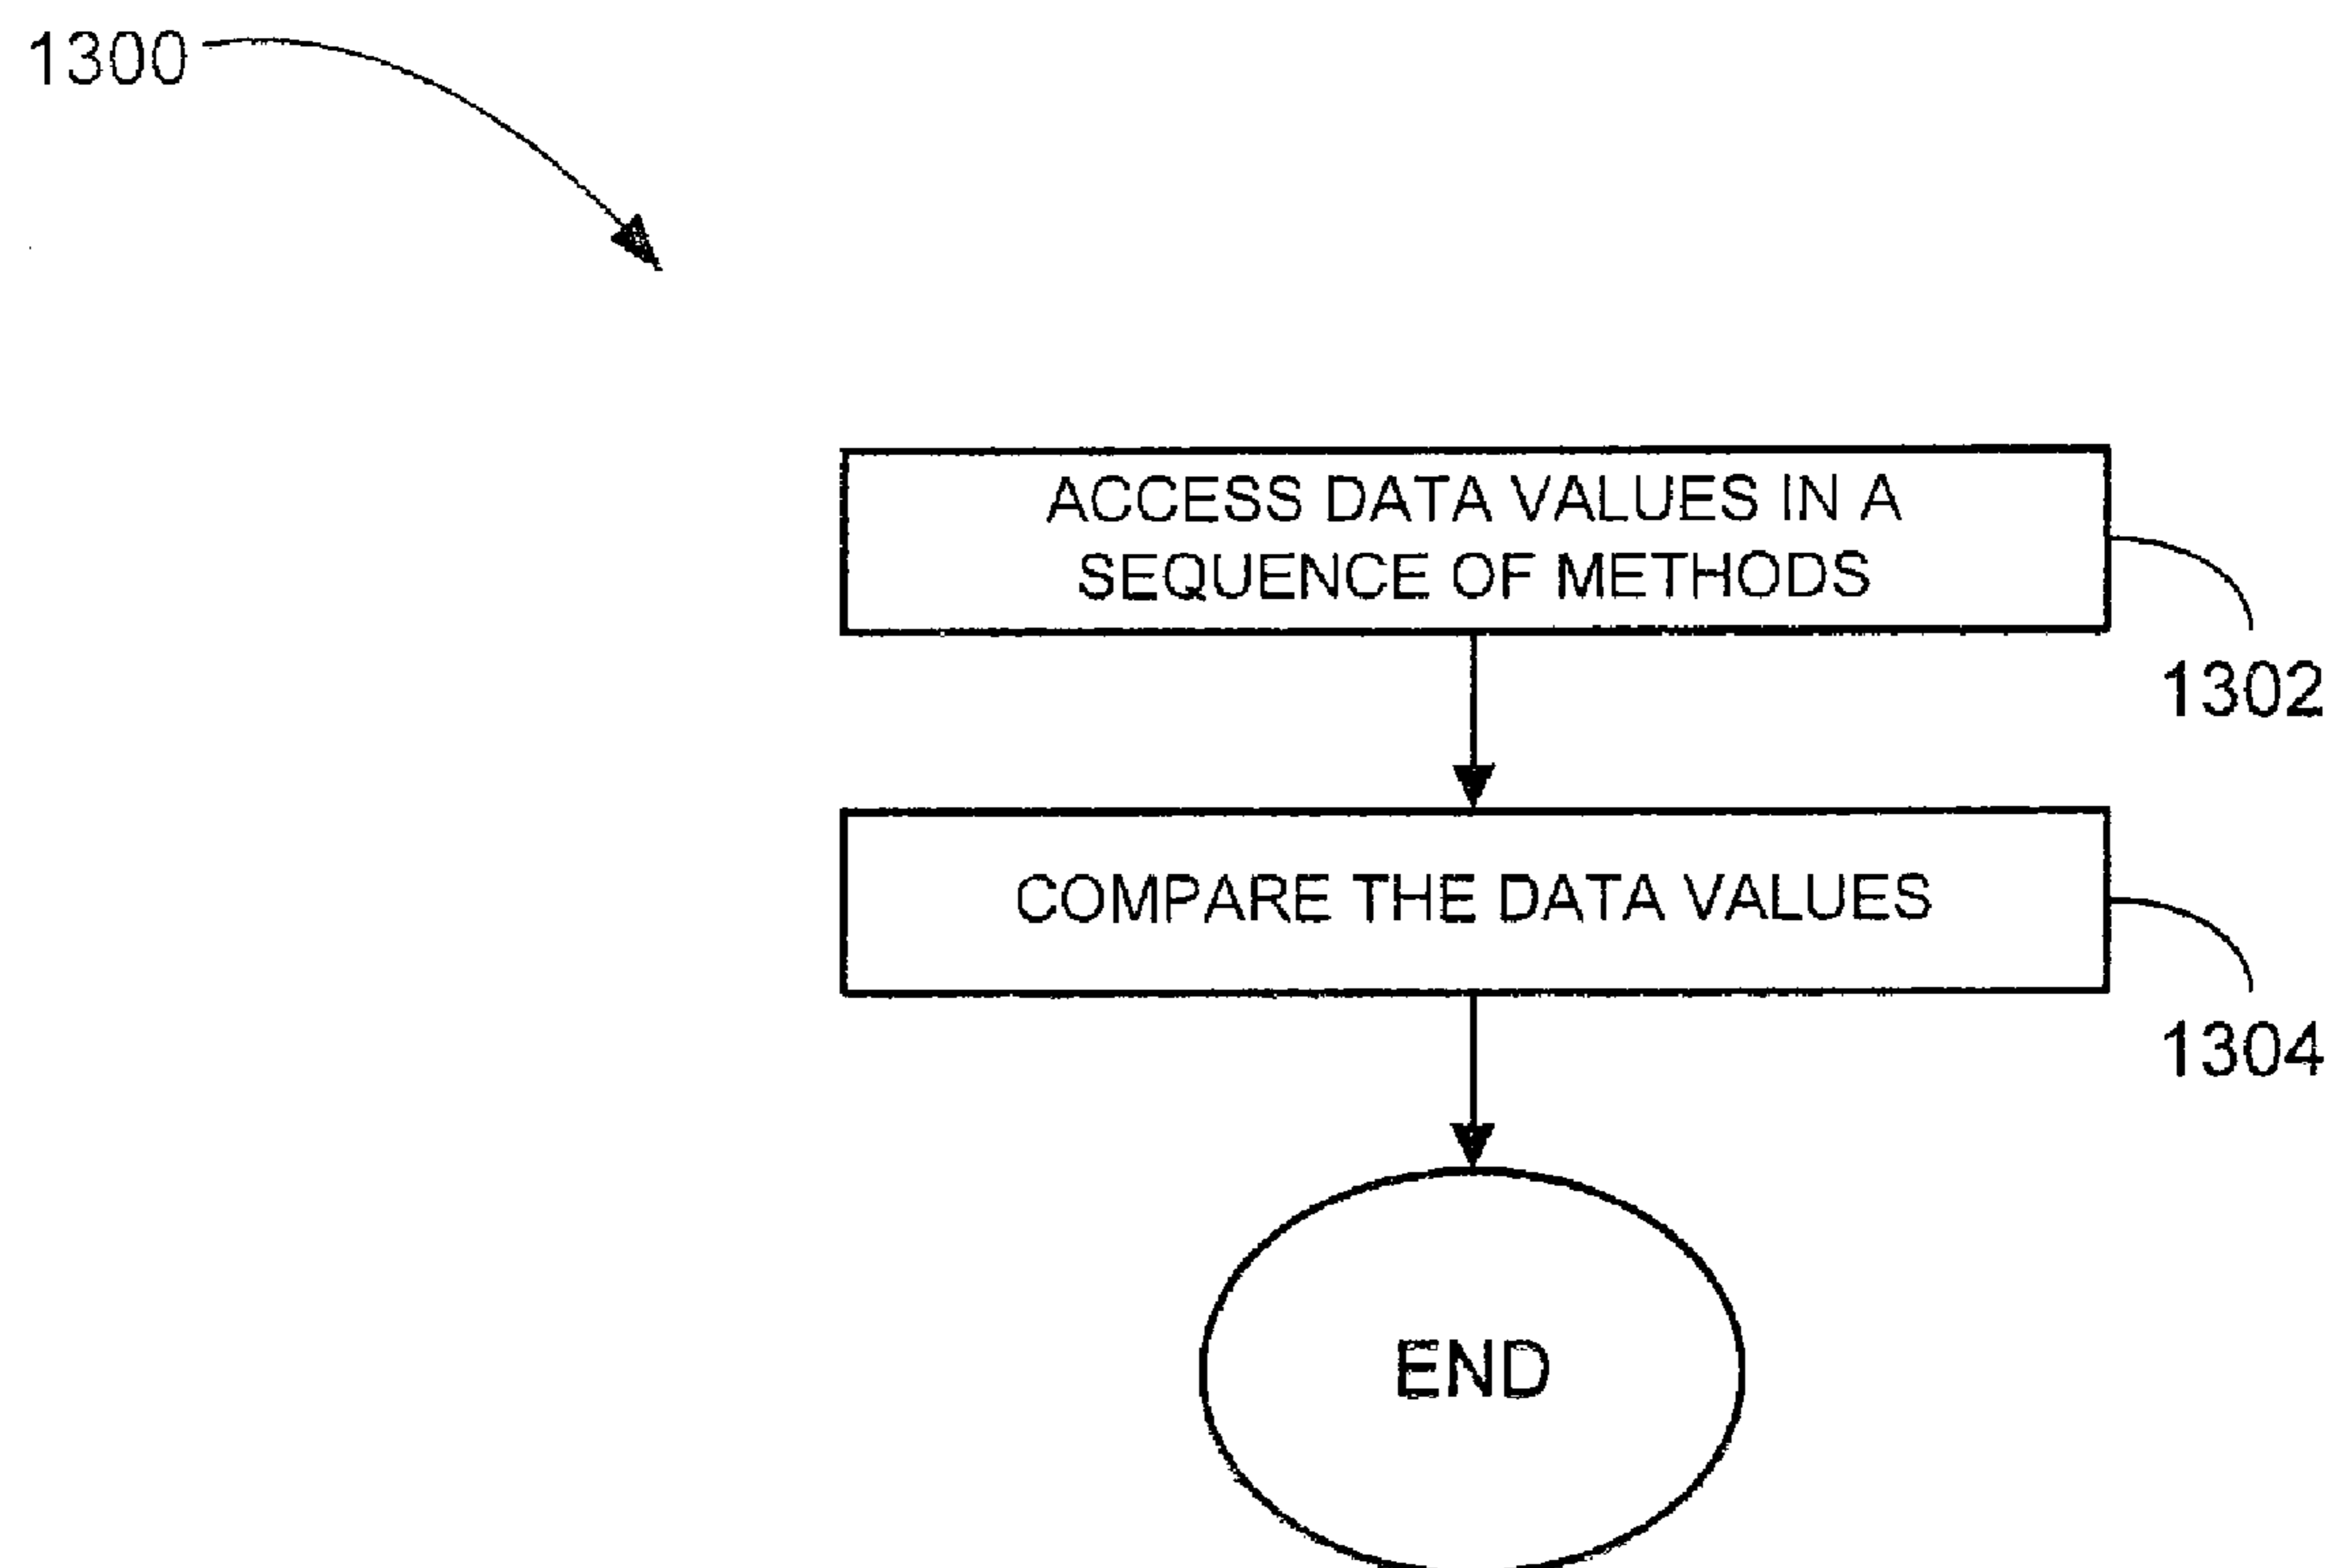 1300
ACCESS DATA VALUES IN A
SEQUENCE OF METHODS
1302
COMPARE THE DATA VALUES
1304
END